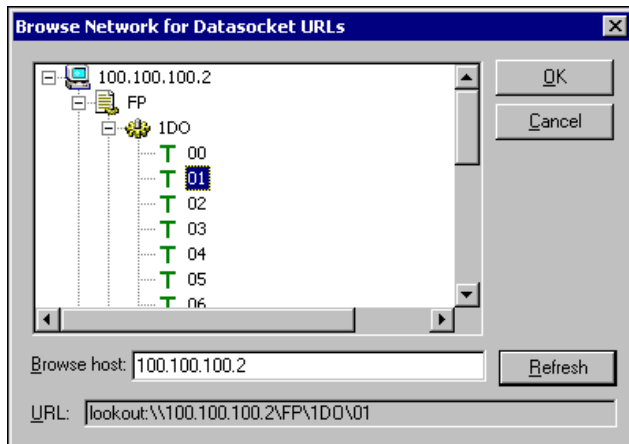 Browse Network for Datasocket URLs
100.100.100.2
FP
1DO
00
01
02
03
04
05
06
OK
Cancel
Browse host: 100.100.100.2
Refresh
URL: lookout:\\100.100.100.2\FP\1DO\01